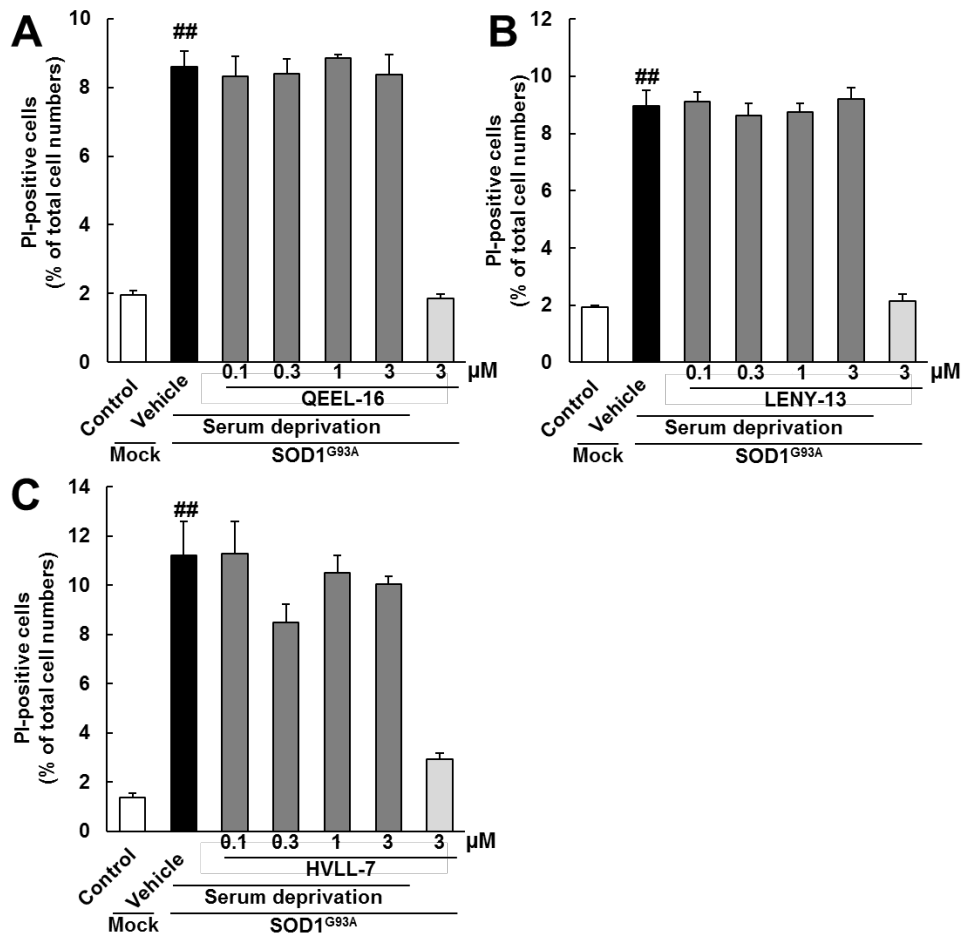 A
10
8
6
4
2
0
PI-positive cells
(% of total cell numbers)
##
0.1 0.3 1 3 3 μM
Control
Vehicle
QEEL-16
Serum deprivation
Mock
SOD1G93A
B
12
10
8
6
4
2
0
PI-positive cells
(% of total cell numbers)
##
0.1 0.3 1 3 3 μM
Control
Vehicle
LENY-13
Serum deprivation
Mock
SOD1G93A
C
14
12
10
8
6
4
2
0
PI-positive cells
(% of total cell numbers)
##
0.1 0.3 1 3 3 μM
Control
Vehicle
HVLL-7
Serum deprivation
Mock
SOD1G93A